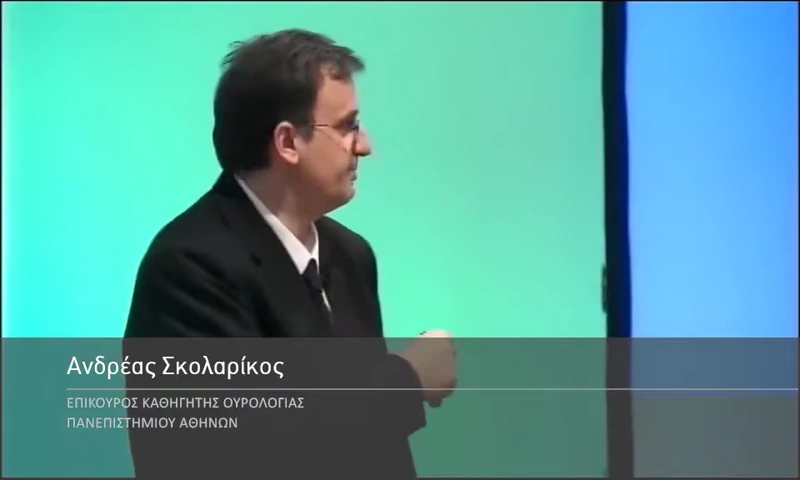 Ανδρέας Σκολαρίκος
ΕΠΙΚΟΥΡΟΣ ΚΑΘΗΓΗΤΗΣ ΟΥΡΟΛΟΓΙΑΣ
ΠΑΝΕΠΙΣΤΗΜΙΟΥ ΑΘΗΝΩΝ